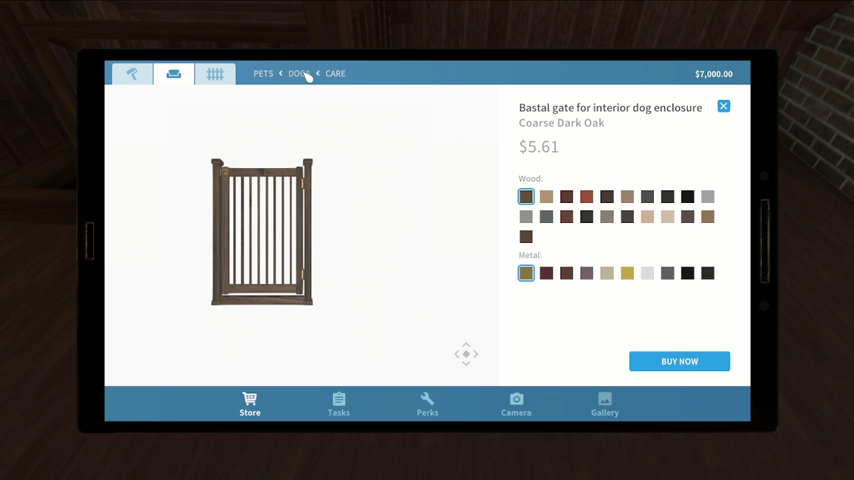 PETS < DOGS < CARE
$7,000.00
Bastal gate for interior dog enclosure
Coarse Dark Oak
$5.61
Wood:
Metal:
BUY NOW
Store
Tasks
Perks
Camera
Gallery